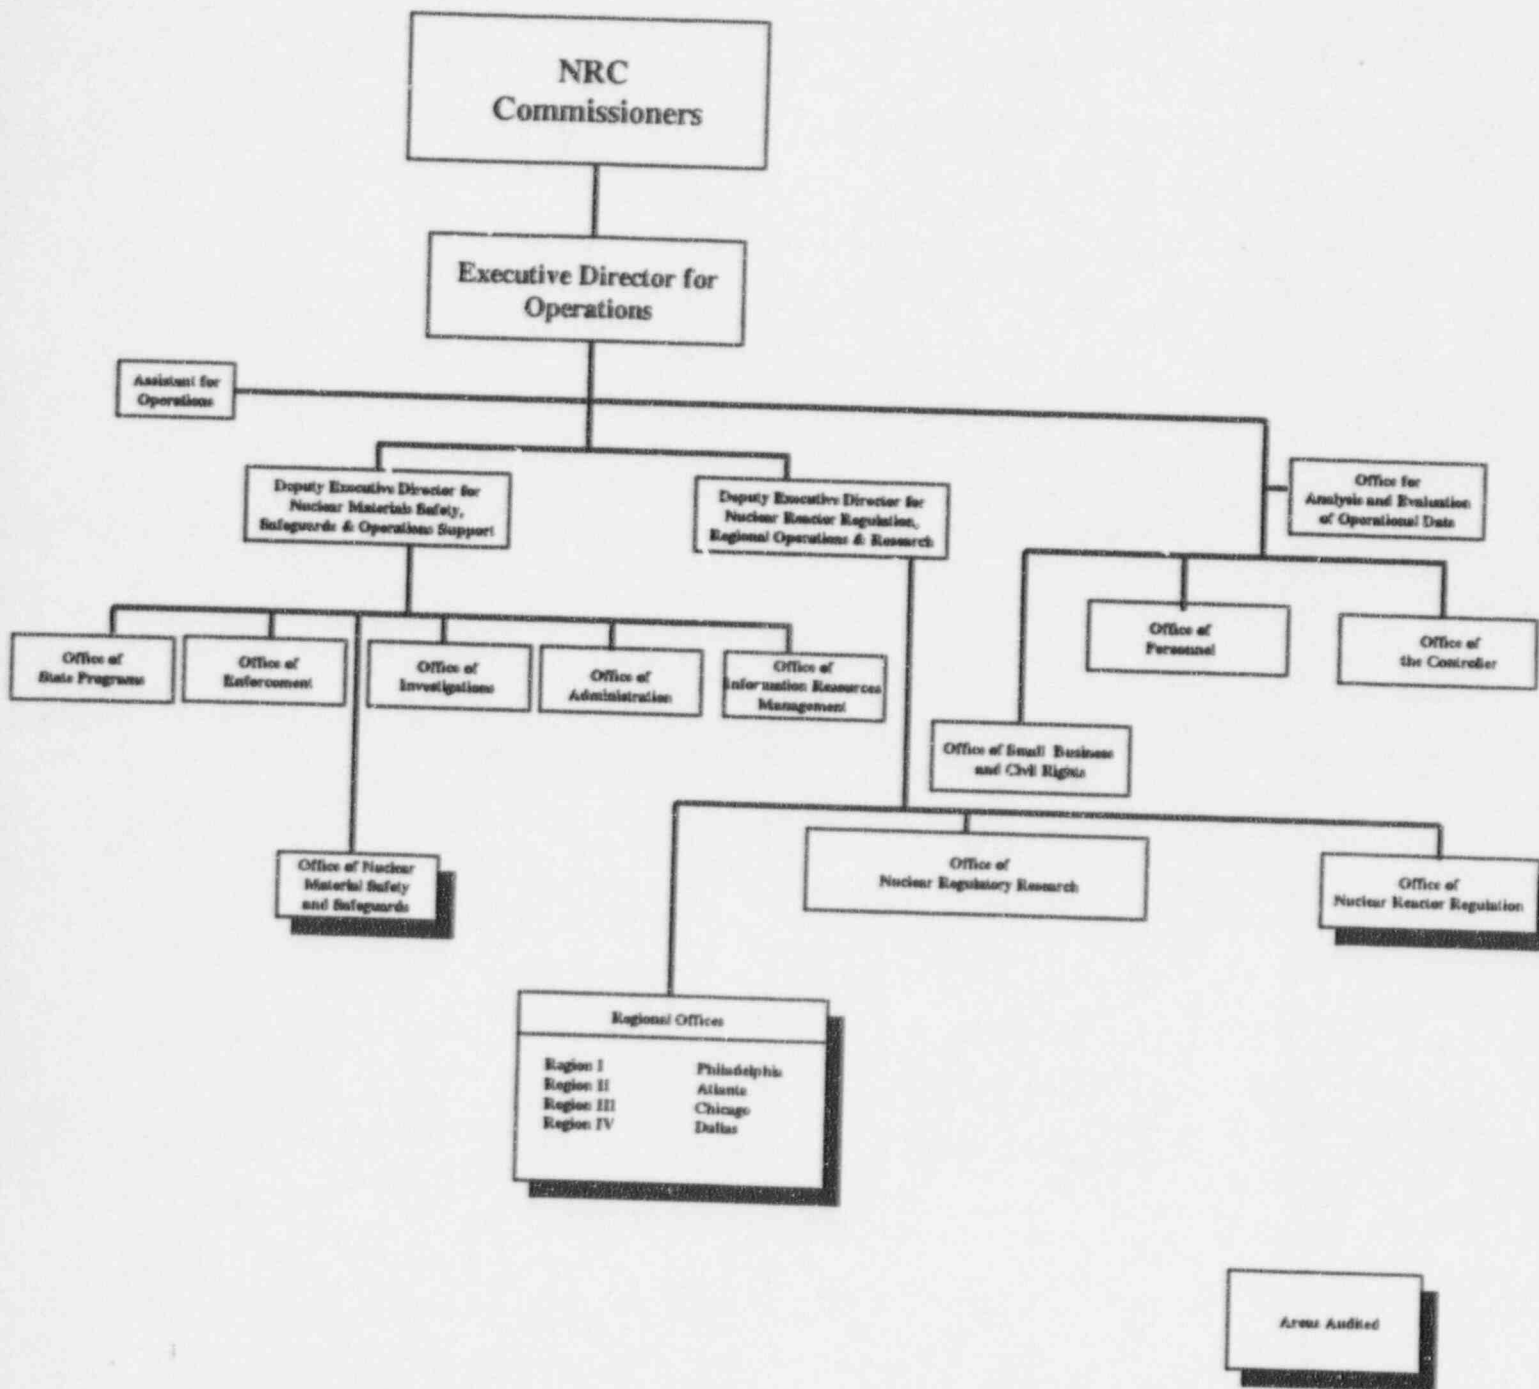 NRC
Commissioners
Executive Director for
Operations
Assistant for
Operations
Deputy Executive Director for
Nuclear Materials Safety,
Safeguards & Operations Support
Deputy Executive Director for
Nuclear Reactor Regulation,
Regional Operations & Research
Office for
Analysis and Evaluation
of Operational Data
Office of
State Programs
Office of
Enforcement
Office of
Investigations
Office of
Administration
Office of
Information Resources
Management
Office of
Personnel
Office of
the Controller
Office of Small Business
and Civil Rights
Office of Nuclear
Material Safety
and Safeguards
Office of
Nuclear Regulatory Research
Office of
Nuclear Reactor Regulation
Regional Offices
Region I Philadelphia
Region II Atlanta
Region III Chicago
Region IV Dallas
Areas Audited